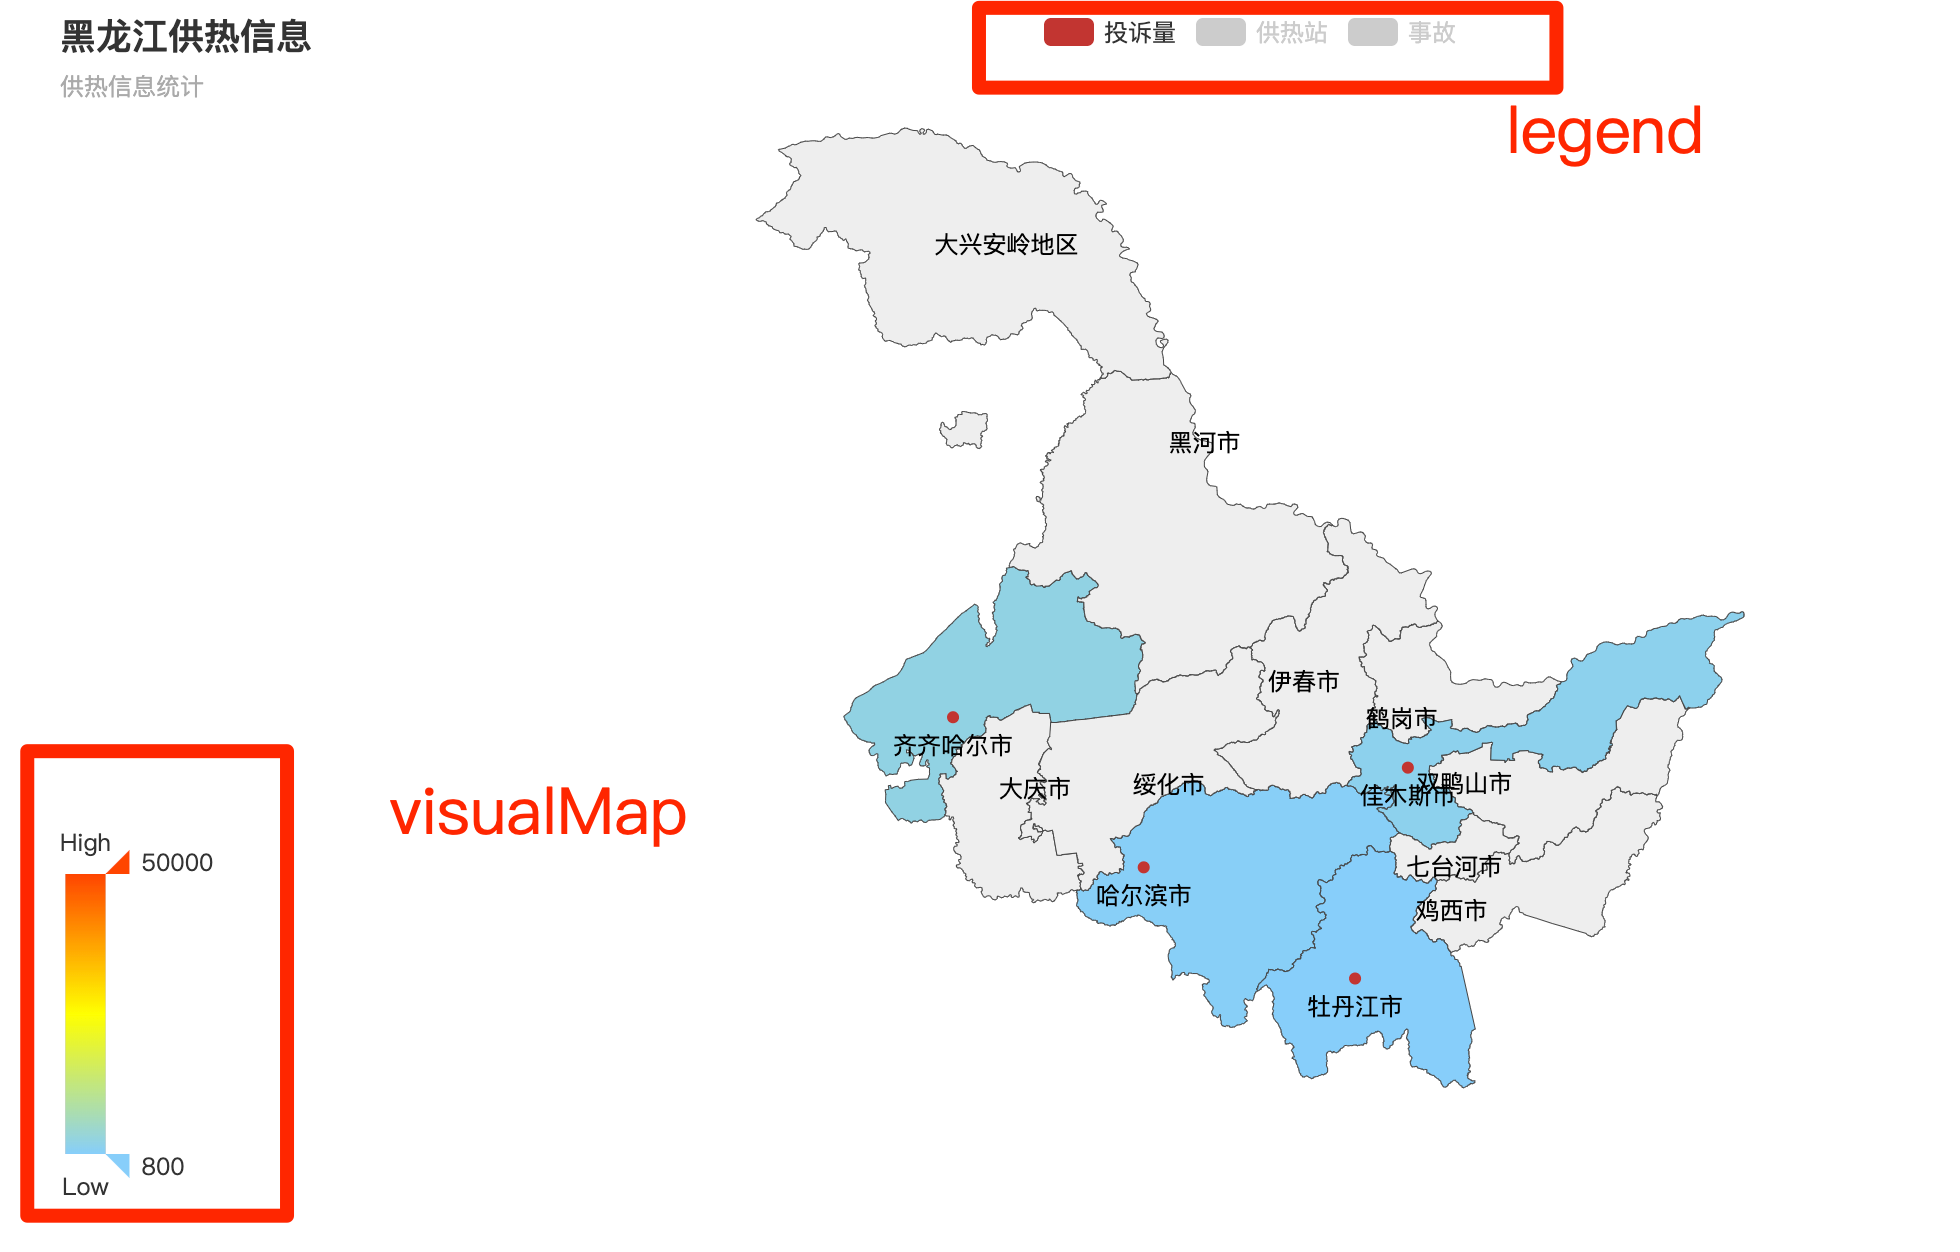 黑龙江供热信息
供热信息统计
投诉量 供热站 事故
legend
大兴安岭地区
黑河市
伊春市
鹤岗市
齐齐哈尔市
大庆市
绥化市
双鸭山市
佳木斯市
七台河市
哈尔滨市
鸡西市
牡丹江市
visualMap
High
50000
800
Low